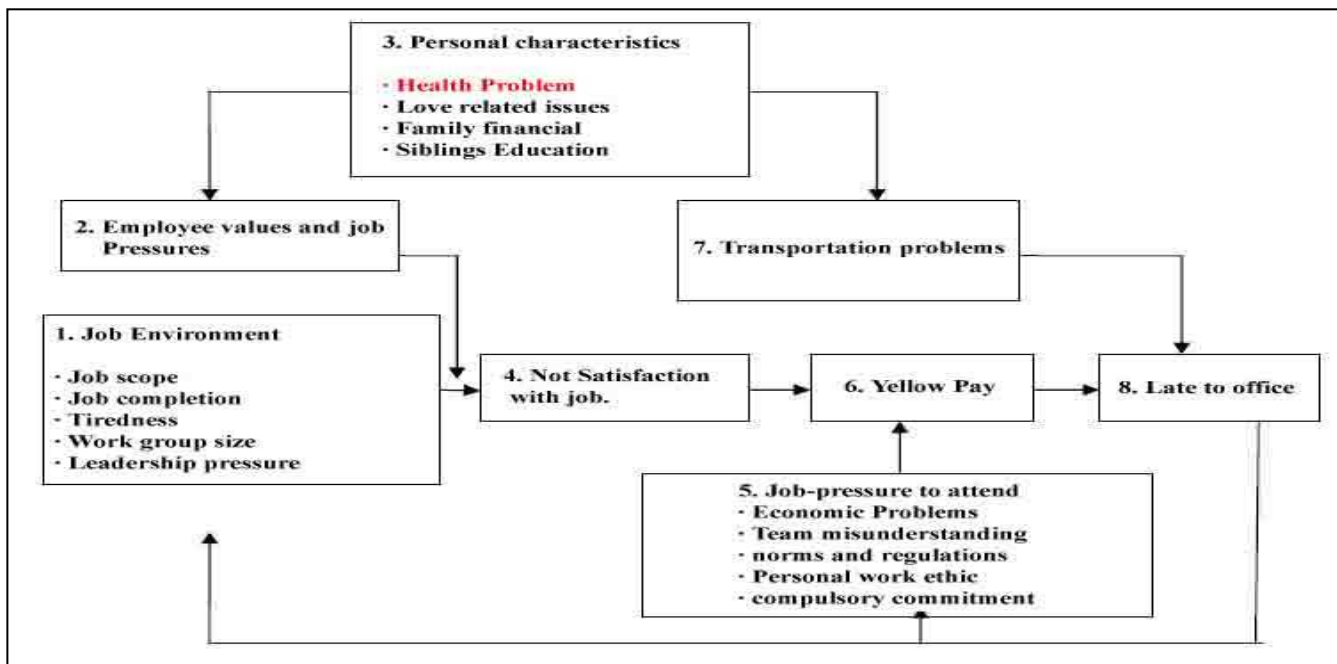 3. Personal characteristics
· Health Problem
· Love related issues
· Family financial
· Siblings Education
2. Employee values and job
Pressures
7. Transportation problems
1. Job Environment
· Job scope
· Job completion
· Tiredness
· Work group size
· Leadership pressure
4. Not Satisfaction
with job.
6. Yellow Pay
8. Late to office
5. Job-pressure to attend
· Economic Problems
· Team misunderstanding
· norms and regulations
· Personal work ethic
· compulsory commitment